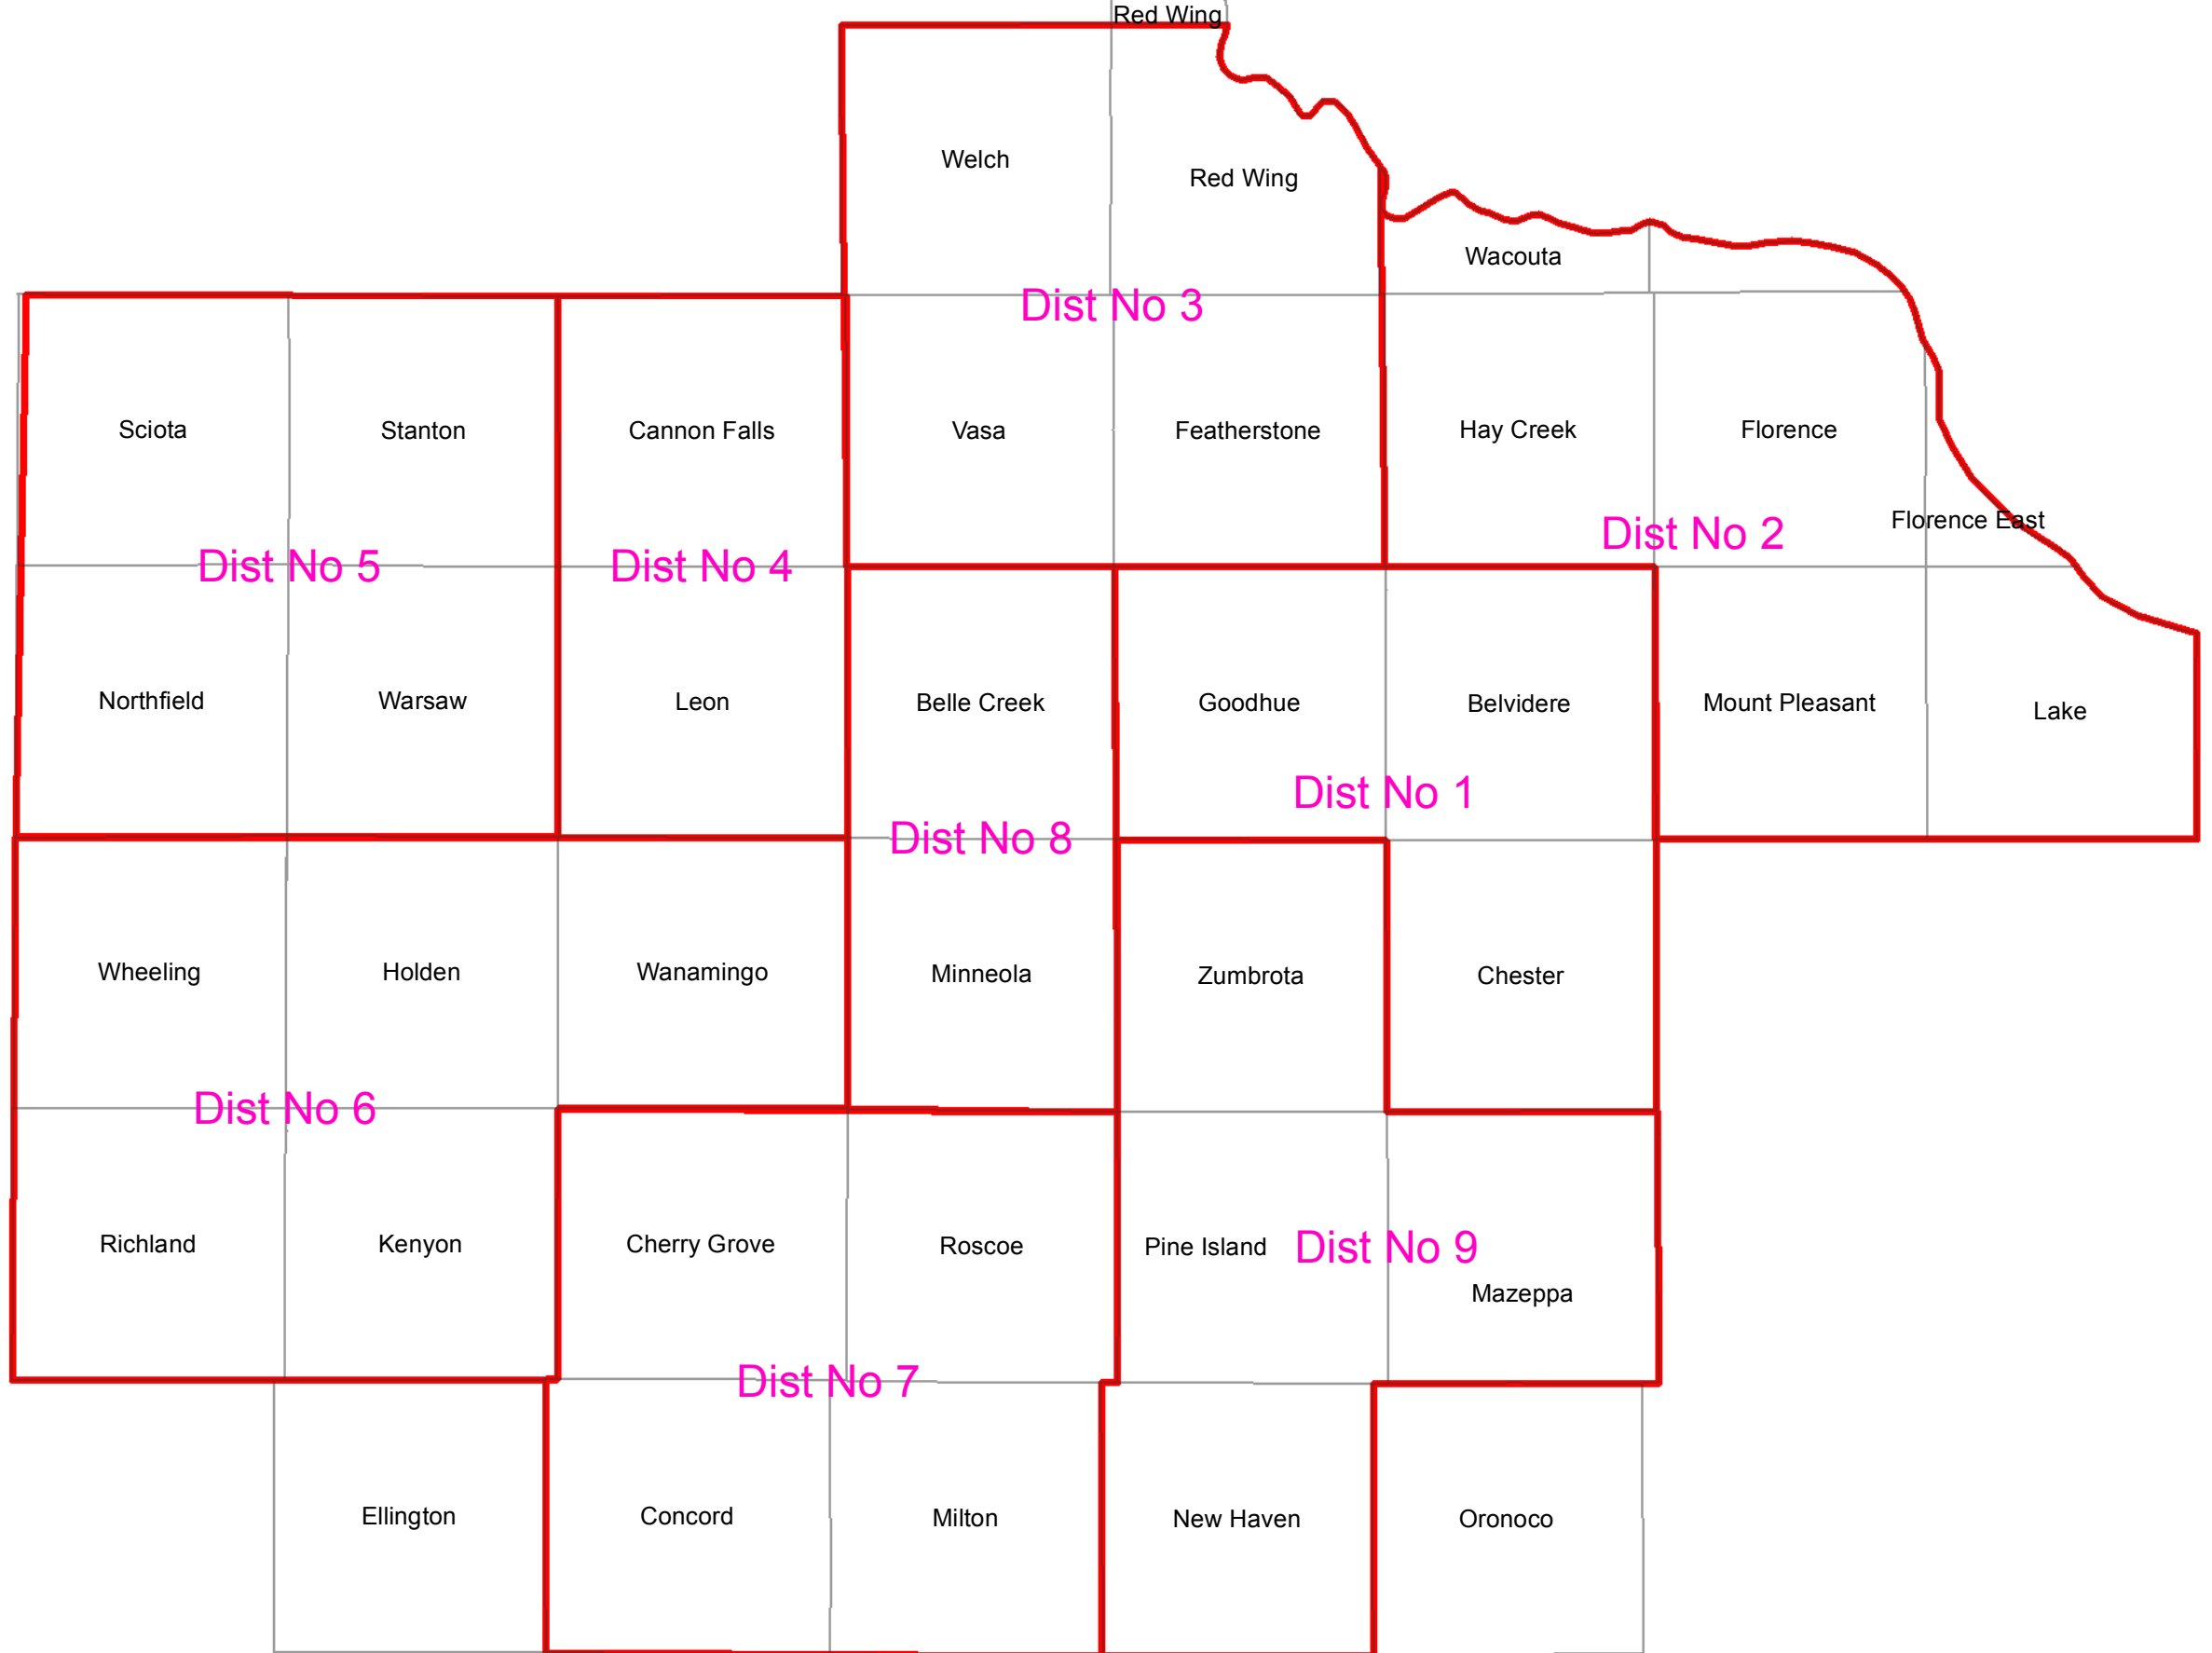 Red Wing
Welch
Red Wing
Wacouta
Dist No 3
Sciota
Stanton
Cannon Falls
Vasa
Featherstone
Hay Creek
Florence
Florence East
Dist No 2
Dist No 5
Dist No 4
Northfield
Warsaw
Leon
Belle Creek
Goodhue
Belvidere
Mount Pleasant
Lake
Dist No 1
Dist No 8
Wheeling
Holden
Wanamingo
Minneola
Zumbrota
Chester
Dist No 6
Richland
Kenyon
Cherry Grove
Roscoe
Pine Island
Dist No 9
Mazeppa
Dist No 7
Ellington
Concord
Milton
New Haven
Oronoco